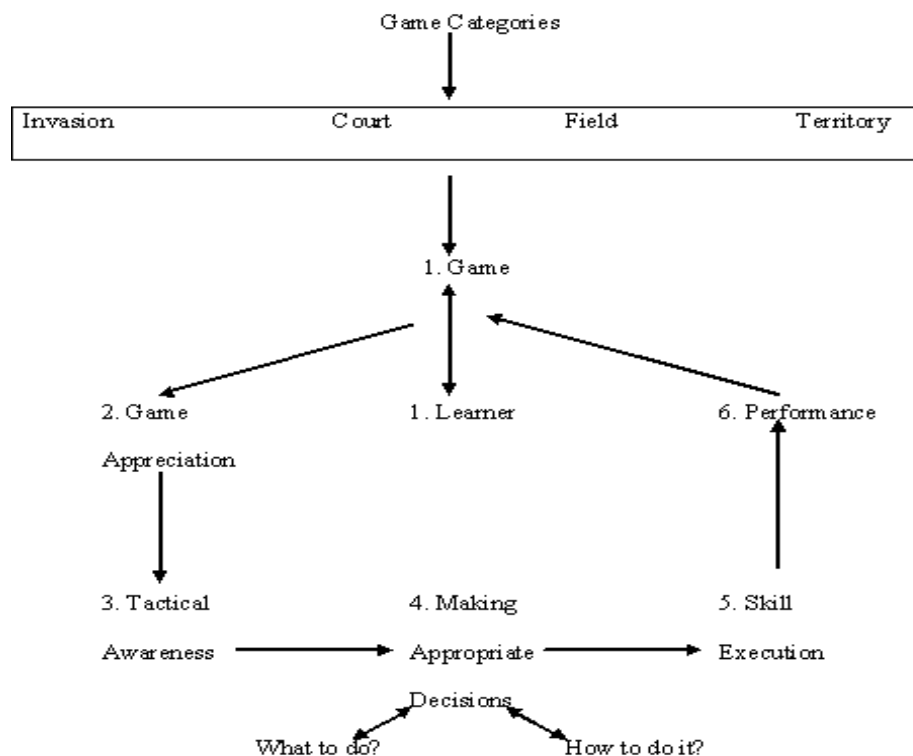 Game Categories
Invasion Court Field Territory
1. Game
2. Game 1. Learner 6. Performance
Appreciation
3. Tactical 4. Making 5. Skill
Awareness Appropriate Execution
Decisions
What to do? How to do it?